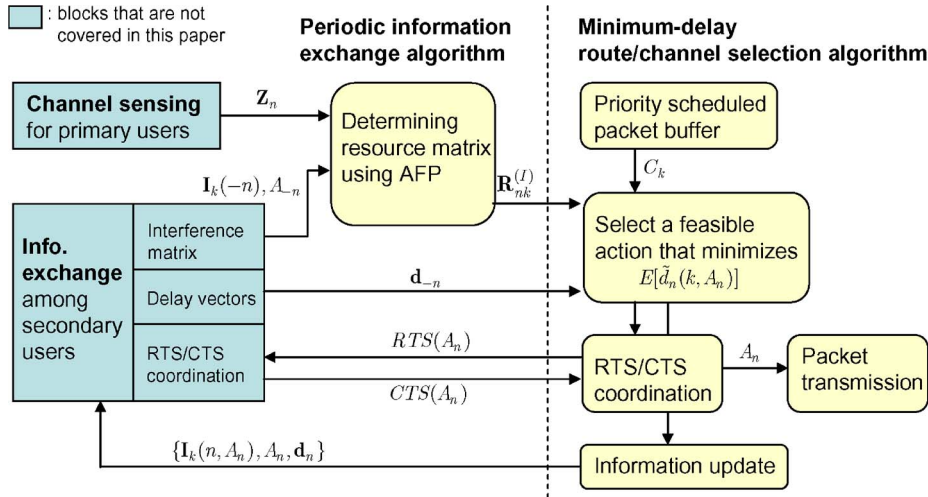 : blocks that are not
covered in this paper
Periodic information
exchange algorithm
Minimum-delay
route/channel selection algorithm
Channel sensing
for primary users
Z_n
Determining
resource matrix
using AFP
Priority scheduled
packet buffer
C_k
I_k(-n), A_{-n}
R_{nk}^{(I)}
Select a feasible
action that minimizes
E[\tilde{d}_n(k, A_n)]
Info.
exchange
among
secondary
users
Interference
matrix
Delay vectors
RTS/CTS
coordination
d_{-n}
RTS(A_n)
CTS(A_n)
RTS/CTS
coordination
A_n
Packet
transmission
{I_k(n, A_n), A_n, d_n}
Information update